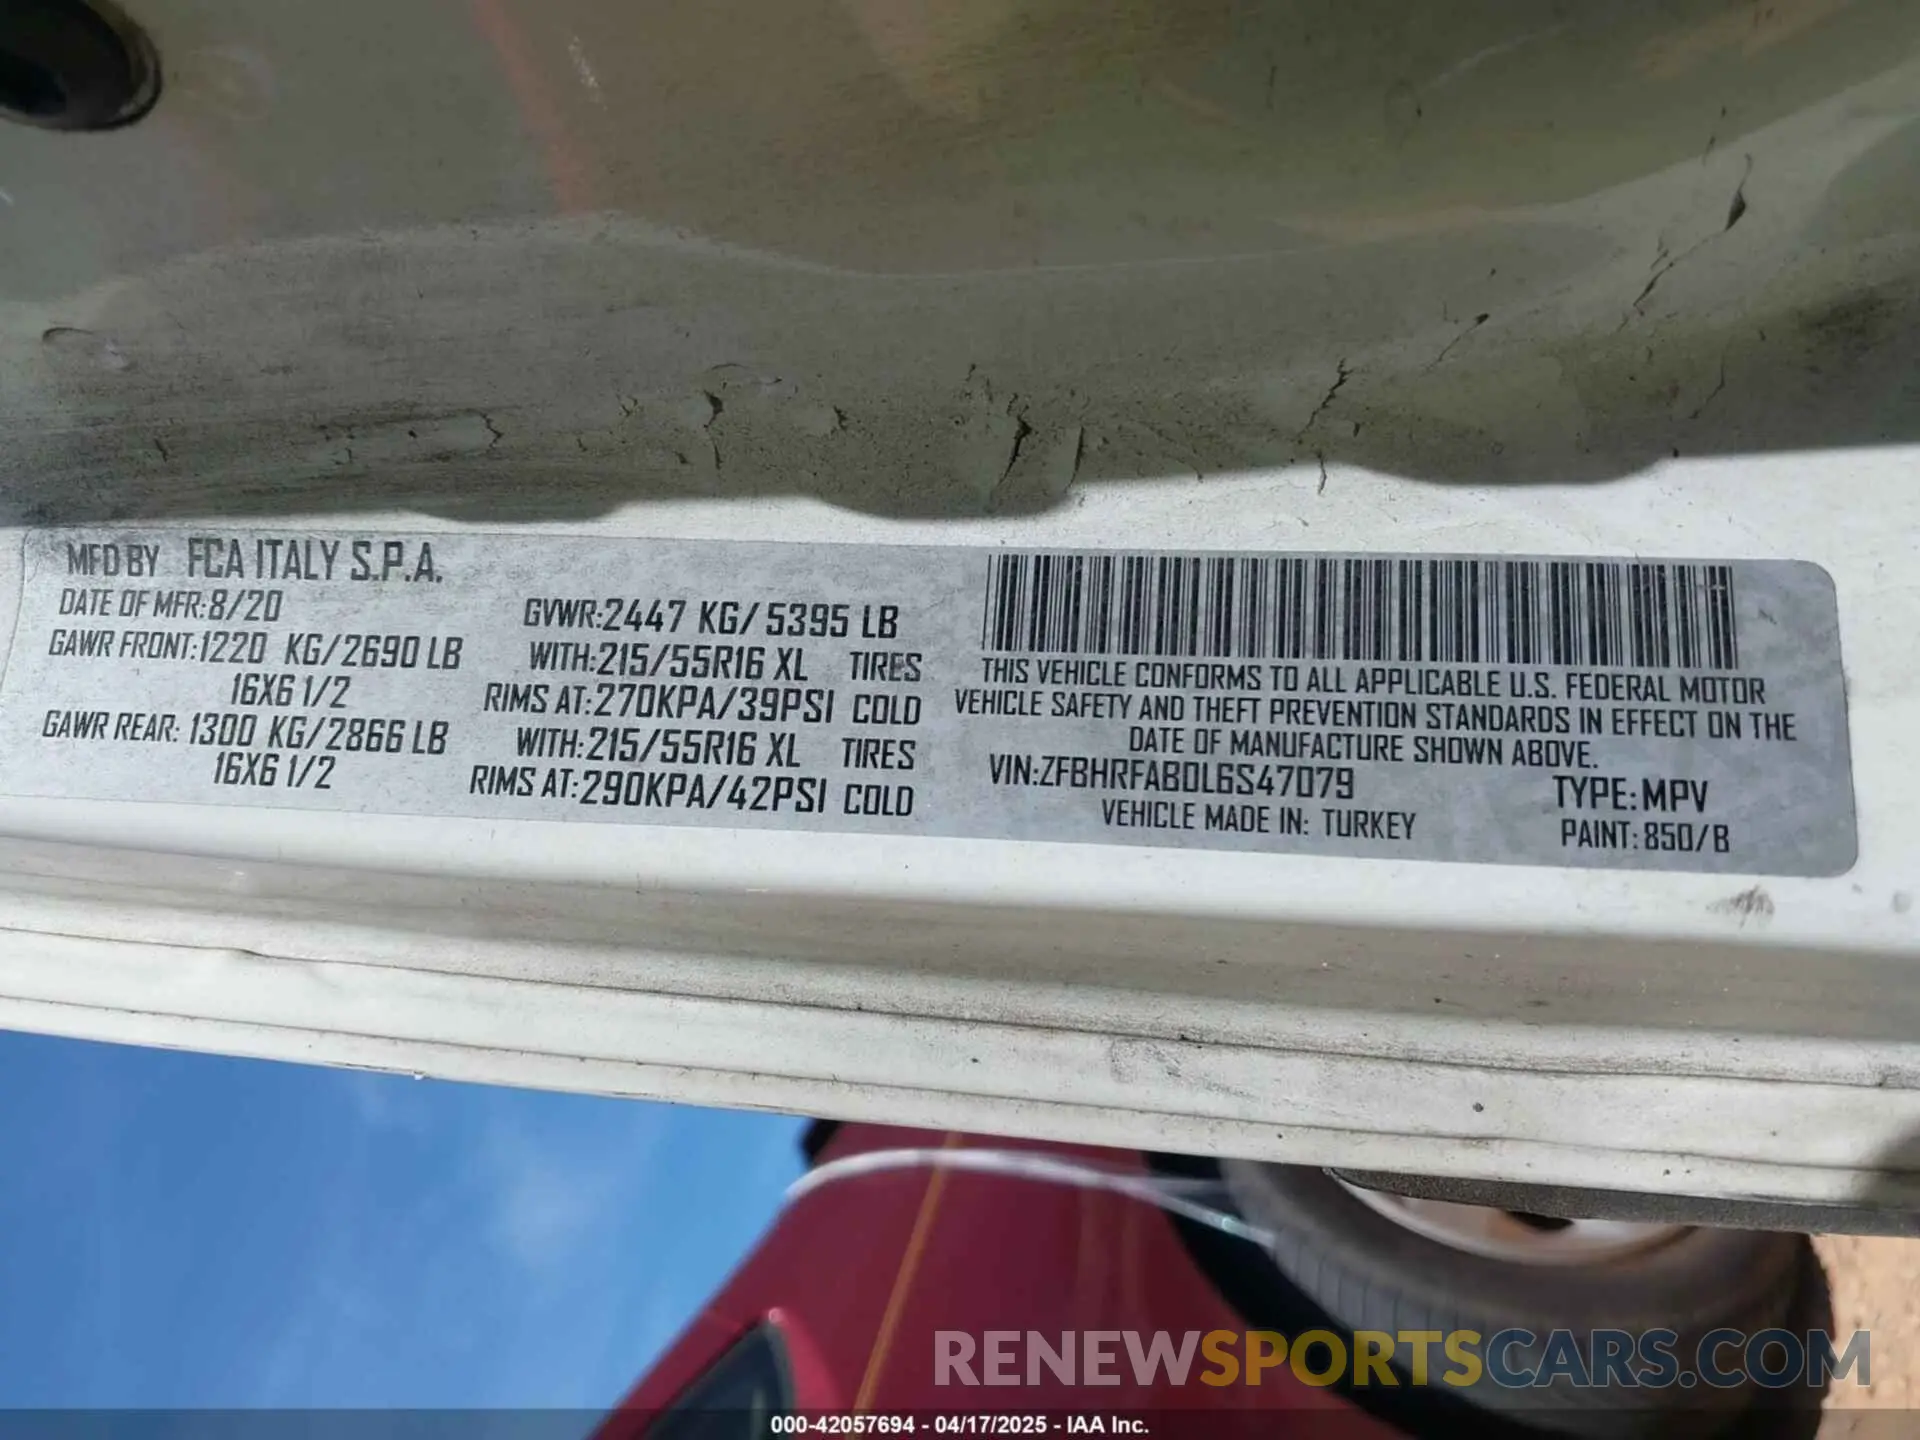 MFD BY FCA ITALY S.P.A.
DATE OF MFR:8/20
GAWR FRONT:1220 KG/2690 LB
16X6 1/2
GAWR REAR: 1300 KG/2866 LB
16X6 1/2
GVWR:2447 KG/ 5395 LB
WITH:215/55R16 XL TIRES
RIMS AT:270KPA/39PSI COLD
WITH:215/55R16 XL TIRES
RIMS AT:290KPA/42PSI COLD
THIS VEHICLE CONFORMS TO ALL APPLICABLE U.S. FEDERAL MOTOR
VEHICLE SAFETY AND THEFT PREVENTION STANDARDS IN EFFECT ON THE
DATE OF MANUFACTURE SHOWN ABOVE.
VIN:ZFBHRFAB0L6S47079
TYPE:MPV
VEHICLE MADE IN: TURKEY
PAINT:850/B
RENEWSPORTSCARS.COM
000-42057694 - 04/17/2025 - IAA Inc.